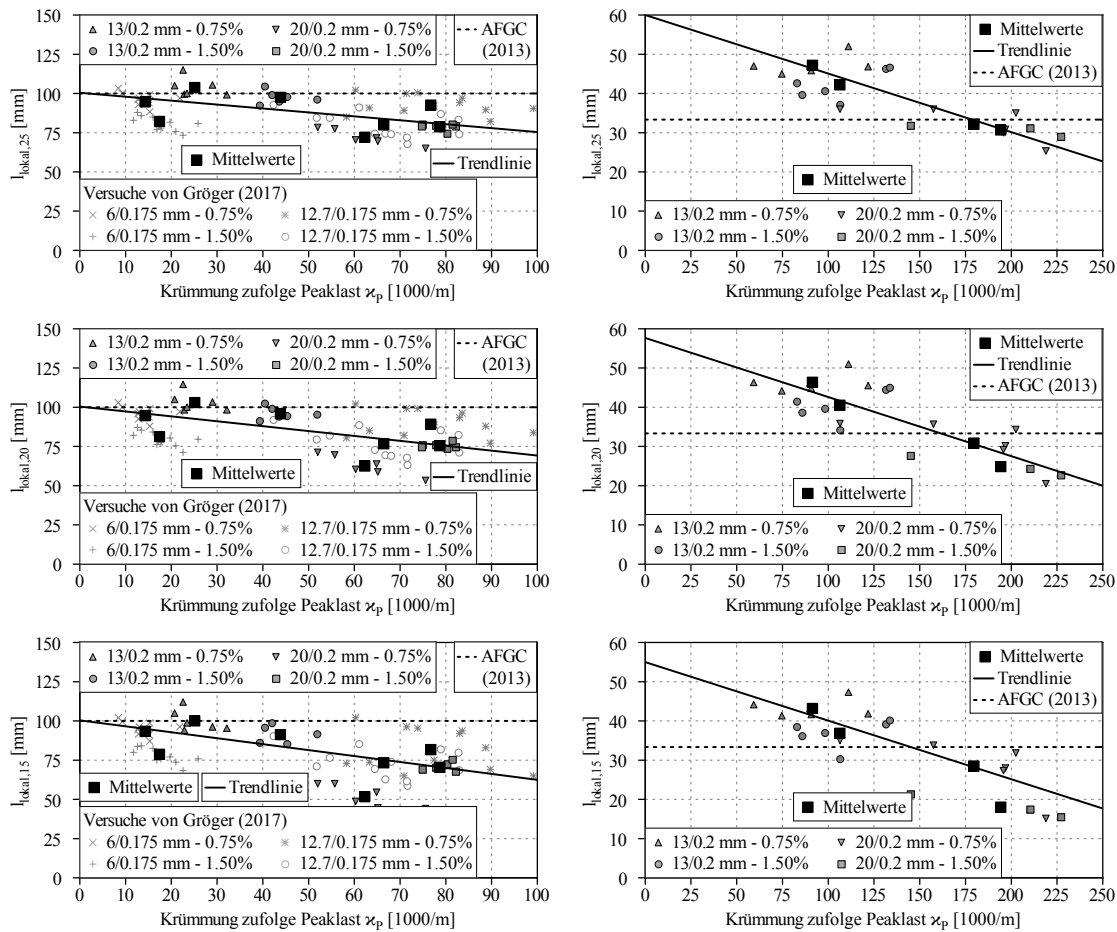 150
125
100
75
50
25
0
l_lokal,25 [mm]
13/0.2 mm - 0.75%
20/0.2 mm - 0.75%
13/0.2 mm - 1.50%
20/0.2 mm - 1.50%
AFGC
(2013)
Mittelwerte
Trendlinie
Versuche von Gröger (2017)
6/0.175 mm - 0.75%
12.7/0.175 mm - 0.75%
6/0.175 mm - 1.50%
12.7/0.175 mm - 1.50%
0 10 20 30 40 50 60 70 80 90 100
Krümmung zufolge Peaklast ϰ_P [1000/m]
60
50
40
30
20
10
0
l_lokal,25 [mm]
Mittelwerte
Trendlinie
AFGC (2013)
Mittelwerte
13/0.2 mm - 0.75%
20/0.2 mm - 0.75%
13/0.2 mm - 1.50%
20/0.2 mm - 1.50%
0 25 50 75 100 125 150 175 200 225 250
Krümmung zufolge Peaklast ϰ_P [1000/m]
150
125
100
75
50
25
0
l_lokal,20 [mm]
13/0.2 mm - 0.75%
20/0.2 mm - 0.75%
13/0.2 mm - 1.50%
20/0.2 mm - 1.50%
AFGC
(2013)
Mittelwerte
Trendlinie
Versuche von Gröger (2017)
6/0.175 mm - 0.75%
12.7/0.175 mm - 0.75%
6/0.175 mm - 1.50%
12.7/0.175 mm - 1.50%
0 10 20 30 40 50 60 70 80 90 100
Krümmung zufolge Peaklast ϰ_P [1000/m]
60
50
40
30
20
10
0
l_lokal,20 [mm]
Mittelwerte
Trendlinie
AFGC (2013)
Mittelwerte
13/0.2 mm - 0.75%
20/0.2 mm - 0.75%
13/0.2 mm - 1.50%
20/0.2 mm - 1.50%
0 25 50 75 100 125 150 175 200 225 250
Krümmung zufolge Peaklast ϰ_P [1000/m]
150
125
100
75
50
25
0
l_lokal,15 [mm]
13/0.2 mm - 0.75%
20/0.2 mm - 0.75%
13/0.2 mm - 1.50%
20/0.2 mm - 1.50%
AFGC
(2013)
Mittelwerte
Trendlinie
Versuche von Gröger (2017)
6/0.175 mm - 0.75%
12.7/0.175 mm - 0.75%
6/0.175 mm - 1.50%
12.7/0.175 mm - 1.50%
0 10 20 30 40 50 60 70 80 90 100
Krümmung zufolge Peaklast ϰ_P [1000/m]
60
50
40
30
20
10
0
l_lokal,15 [mm]
Mittelwerte
Trendlinie
AFGC (2013)
Mittelwerte
13/0.2 mm - 0.75%
20/0.2 mm - 0.75%
13/0.2 mm - 1.50%
20/0.2 mm - 1.50%
0 25 50 75 100 125 150 175 200 225 250
Krümmung zufolge Peaklast ϰ_P [1000/m]